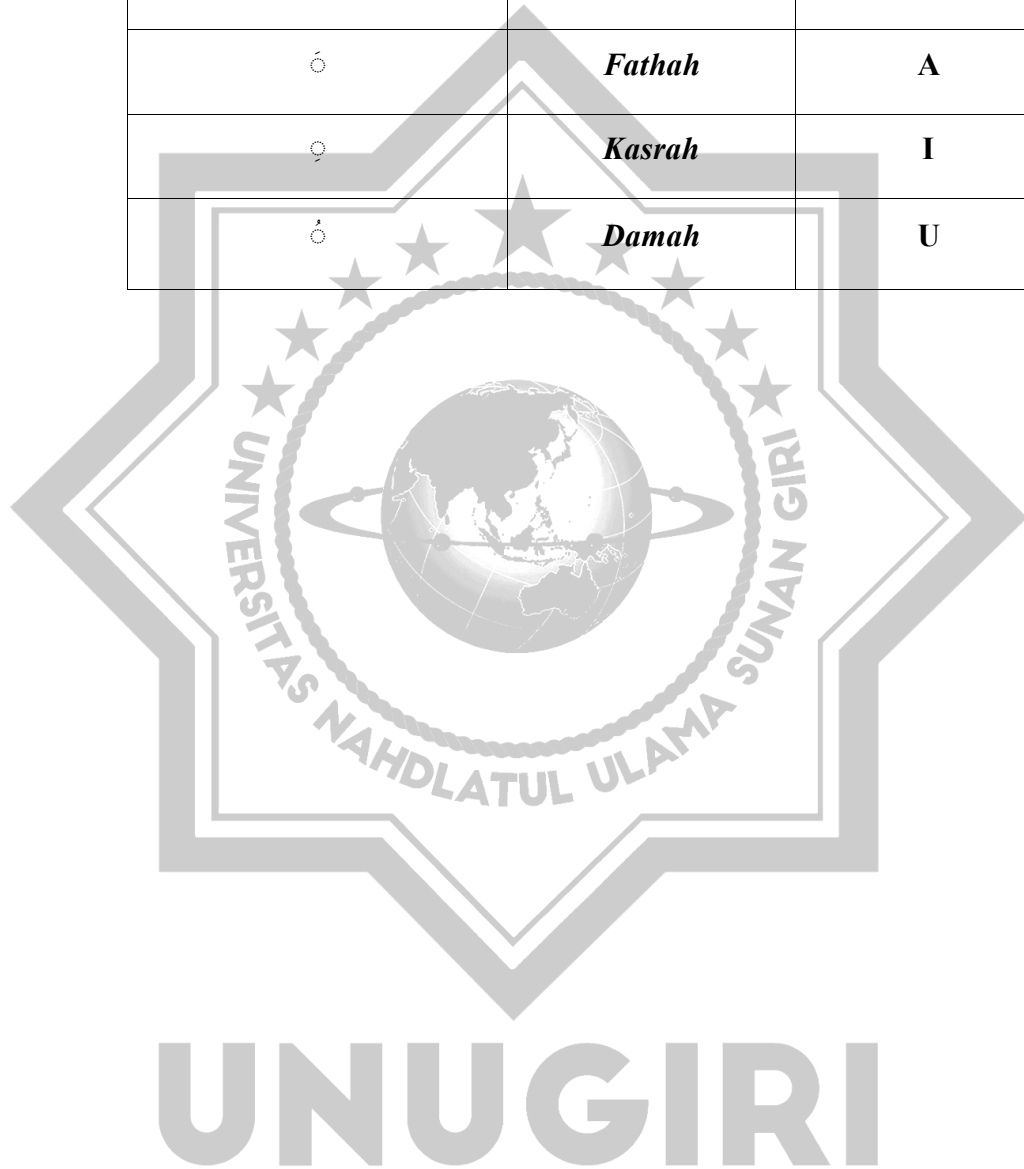 ◌َ Fathah A
◌ِ Kasrah I
◌ُ Damah U
UNIVERSITAS NAHDLATUL ULAMA SUNAN GIRI
UNUGIRI